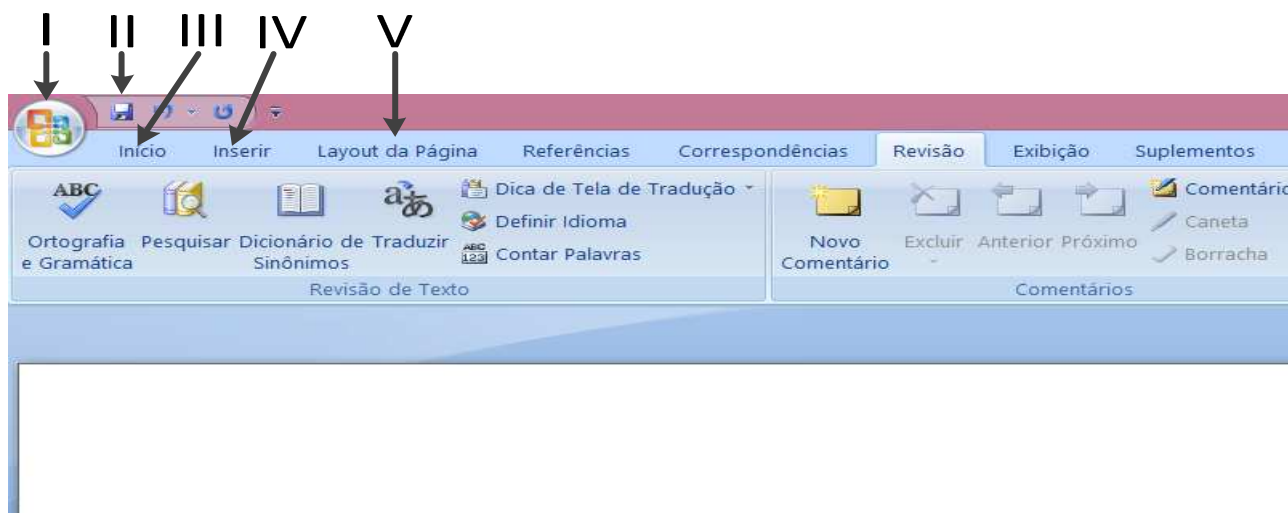 I II III IV V
Início Inserir Layout da Página Referências Correspondências Revisão Exibição Suplementos
ABC
Ortografia e Gramática
Pesquisar
Dicionário de Sinônimos
Traduzir
Dica de Tela de Tradução
Definir Idioma
ABC 123 Contar Palavras
Revisão de Texto
Novo Comentário
Excluir
Anterior
Próximo
Comentário
Caneta
Borracha
Comentários